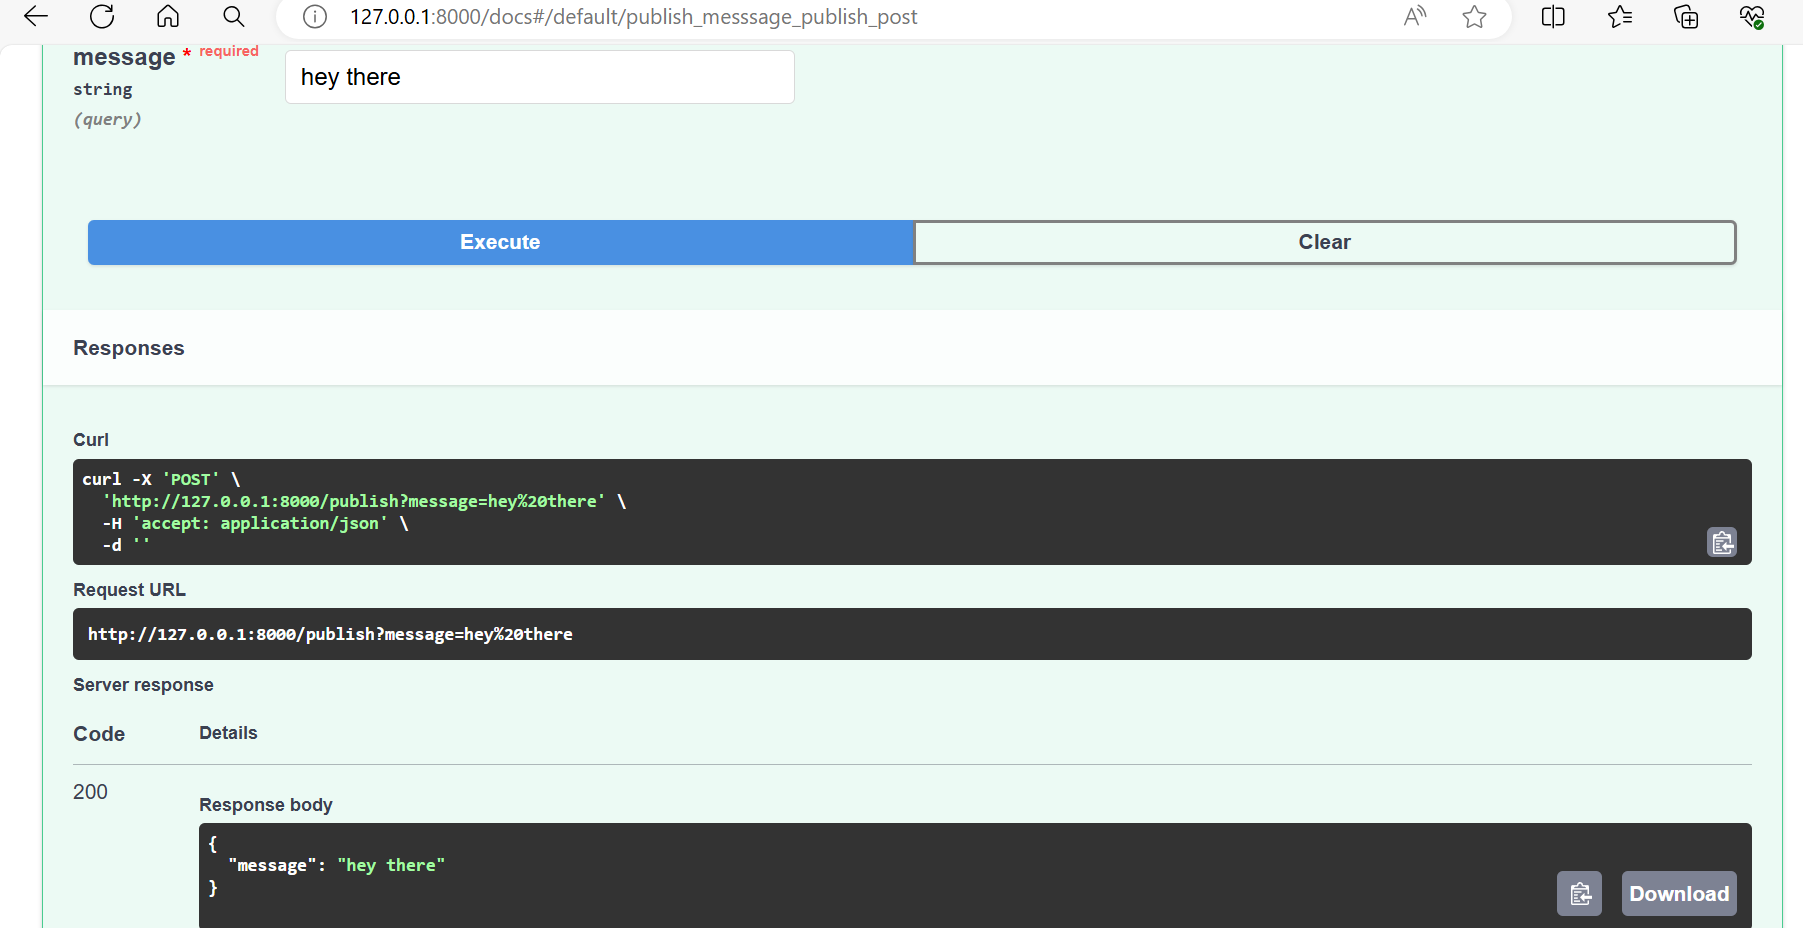 127.0.0.1:8000/docs#/default/publish_messsage_publish_post
message * required
hey there
string
(query)
Execute Clear
Responses
Curl
curl -X 'POST' \
'http://127.0.0.1:8000/publish?message=hey%20there' \
-H 'accept: application/json' \
-d ''
Request URL
http://127.0.0.1:8000/publish?message=hey%20there
Server response
Code Details
200
Response body
{
"message": "hey there"
}
Download